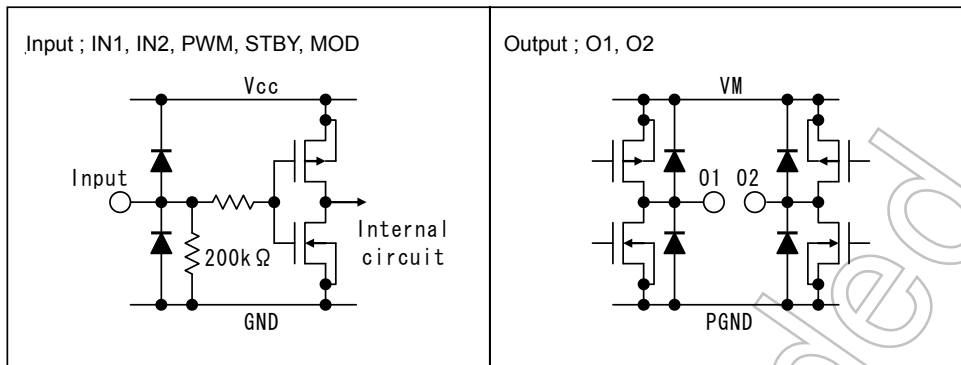 Input ; IN1, IN2, PWM, STBY, MOD
Vcc
Input
200kΩ
Internal
circuit
GND
Output ; O1, O2
VM
O1 O2
PGND
ded